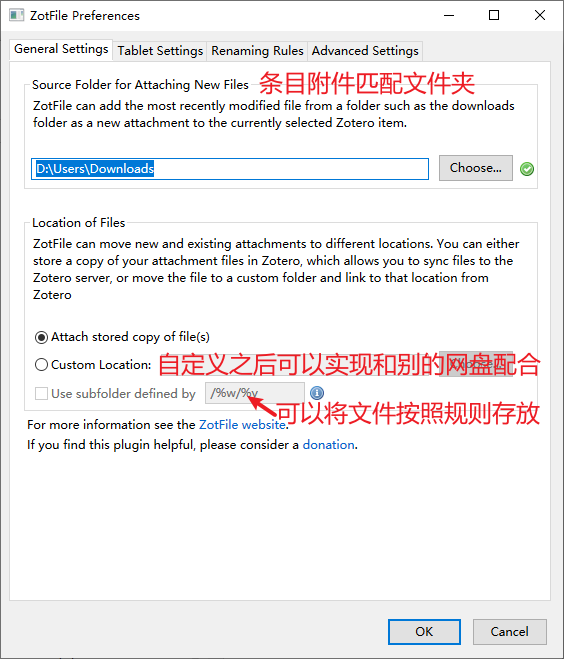 ZotFile Preferences
General Settings Tablet Settings Renaming Rules Advanced Settings
Source Folder for Attaching New Files 条目附件匹配文件夹
ZotFile can add the most recently modified file from a folder such as the downloads
folder as a new attachment to the currently selected Zotero item.
D:\Users\Downloads Choose...
Location of Files
ZotFile can move new and existing attachments to different locations. You can either
store a copy of your attachment files in Zotero, which allows you to sync files to the
Zotero server, or move the file to a custom folder and link to that location from
Zotero
Attach stored copy of file(s)
Custom Location: 自定义之后可以实现和别的网盘配合
Use subfolder defined by /%w/%y
可以将文件按照规则存放
For more information see the ZotFile website.
If you find this plugin helpful, please consider a donation.
OK Cancel